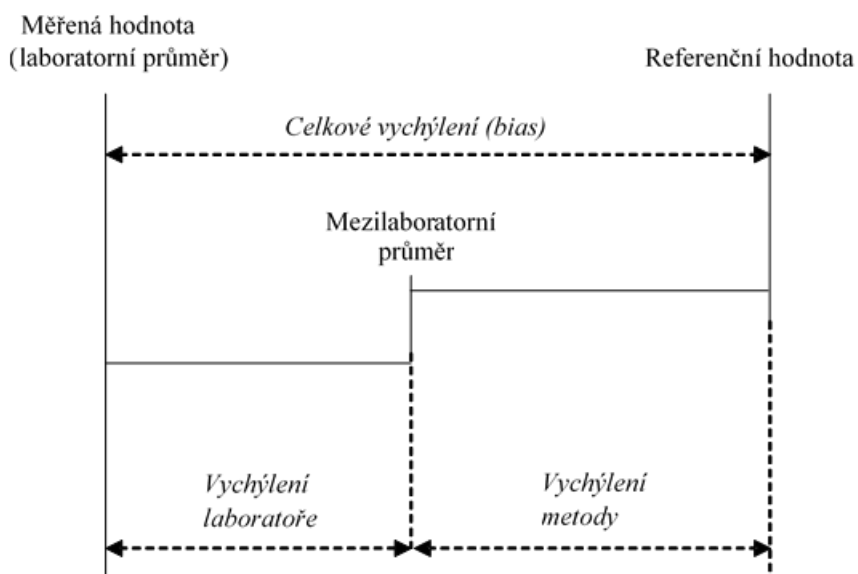 Měřená hodnota
(laboratorní průměr)
Referenční hodnota
Celkové vychýlení (bias)
Mezilaboratorní
průměr
Vychýlení
laboratoře
Vychýlení
metody